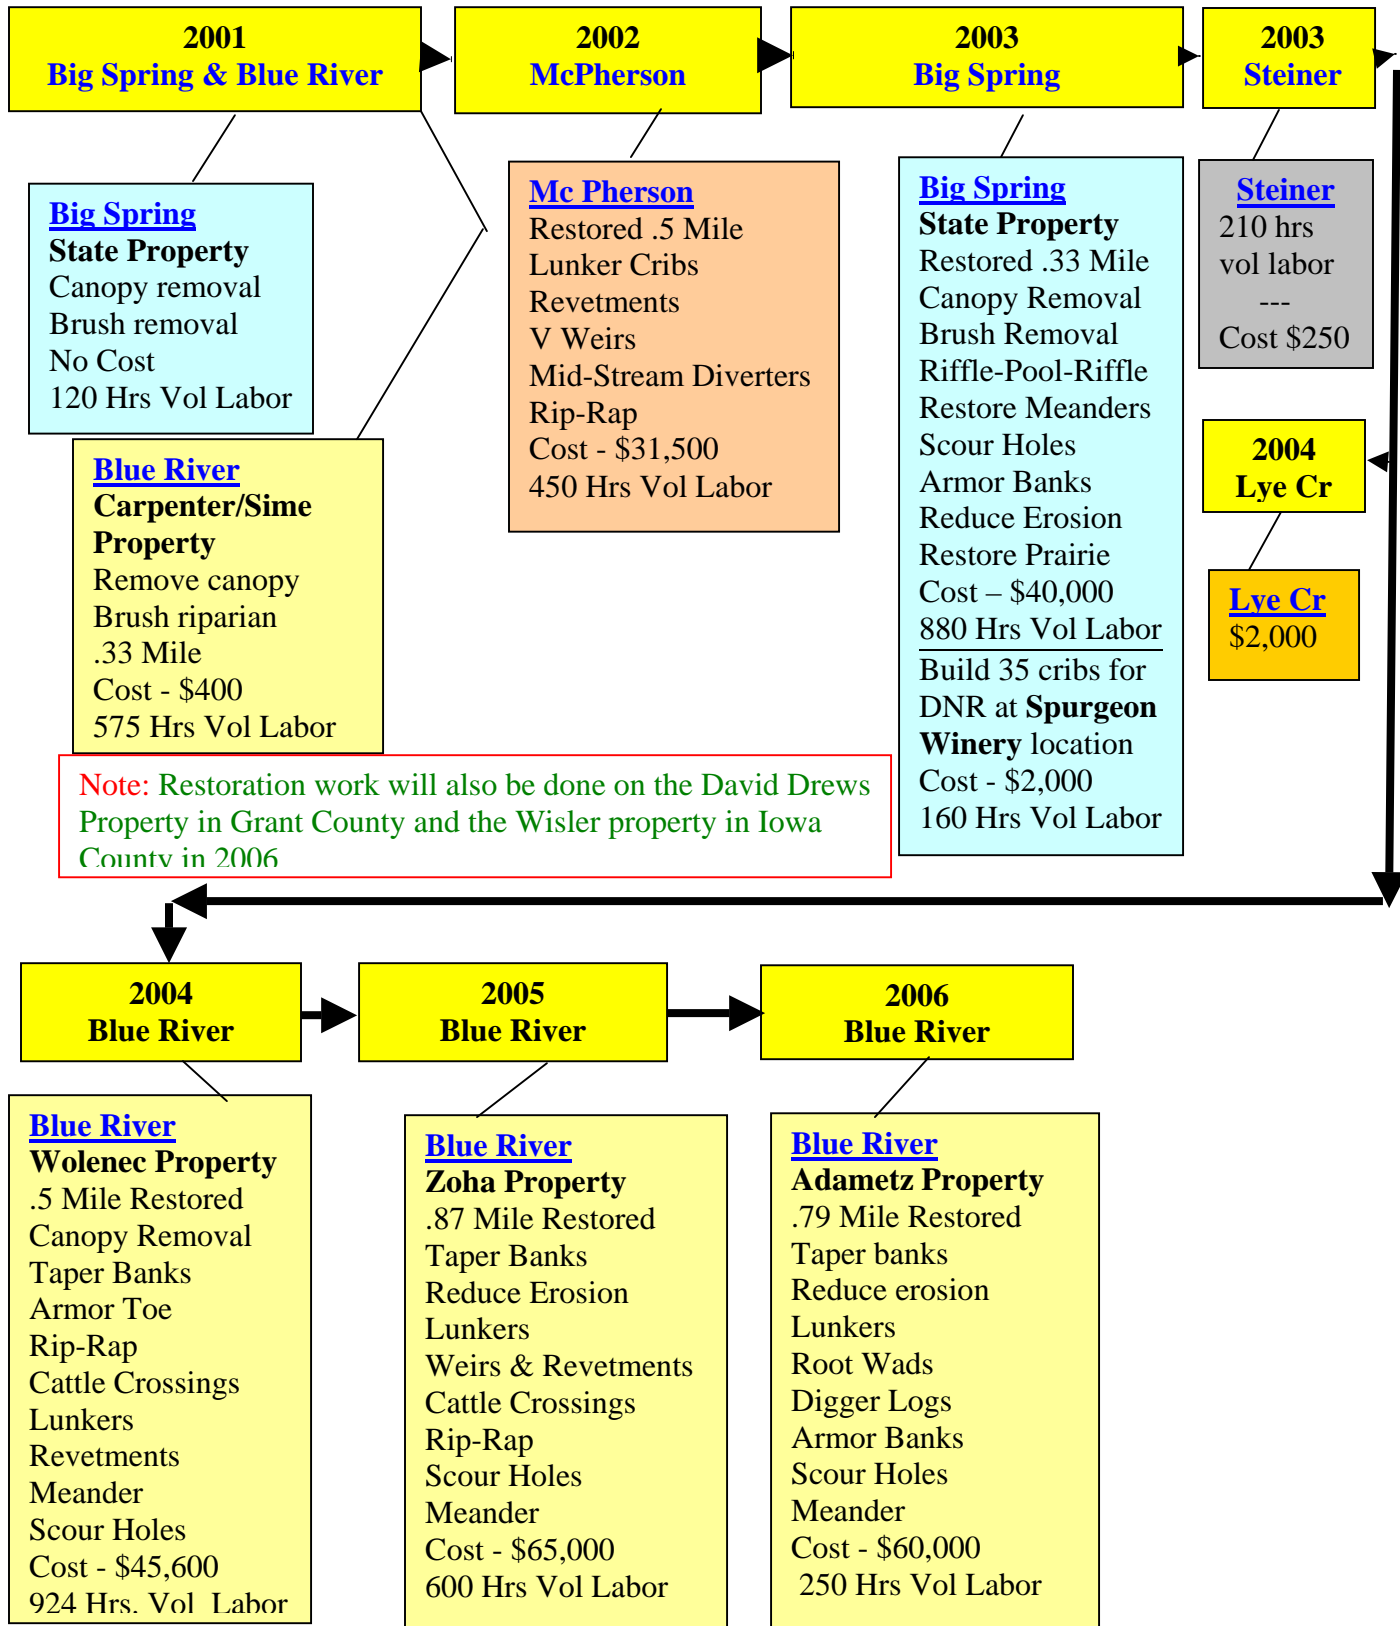 2001
Big Spring & Blue River
2002
McPherson
2003
Big Spring
2003
Steiner
Big Spring
State Property
Canopy removal
Brush removal
No Cost
120 Hrs Vol Labor
Blue River
Carpenter/Sime
Property
Remove canopy
Brush riparian
.33 Mile
Cost - $400
575 Hrs Vol Labor
Mc Pherson
Restored .5 Mile
Lunker Cribs
Revetments
V Weirs
Mid-Stream Diverters
Rip-Rap
Cost - $31,500
450 Hrs Vol Labor
Big Spring
State Property
Restored .33 Mile
Canopy Removal
Brush Removal
Riffle-Pool-Riffle
Restore Meanders
Scour Holes
Armor Banks
Reduce Erosion
Restore Prairie
Cost – $40,000
880 Hrs Vol Labor
Build 35 cribs for
DNR at Spurgeon
Winery location
Cost - $2,000
160 Hrs Vol Labor
Steiner
210 hrs
vol labor
---
Cost $250
2004
Lye Cr
Lye Cr
$2,000
Note: Restoration work will also be done on the David Drews
Property in Grant County and the Wisler property in Iowa
County in 2006
2004
Blue River
2005
Blue River
2006
Blue River
Blue River
Wolenec Property
.5 Mile Restored
Canopy Removal
Taper Banks
Armor Toe
Rip-Rap
Cattle Crossings
Lunkers
Revetments
Meander
Scour Holes
Cost - $45,600
924 Hrs. Vol Labor
Blue River
Zoha Property
.87 Mile Restored
Taper Banks
Reduce Erosion
Lunkers
Weirs & Revetments
Cattle Crossings
Rip-Rap
Scour Holes
Meander
Cost - $65,000
600 Hrs Vol Labor
Blue River
Adametz Property
.79 Mile Restored
Taper banks
Reduce erosion
Lunkers
Root Wads
Digger Logs
Armor Banks
Scour Holes
Meander
Cost - $60,000
250 Hrs Vol Labor